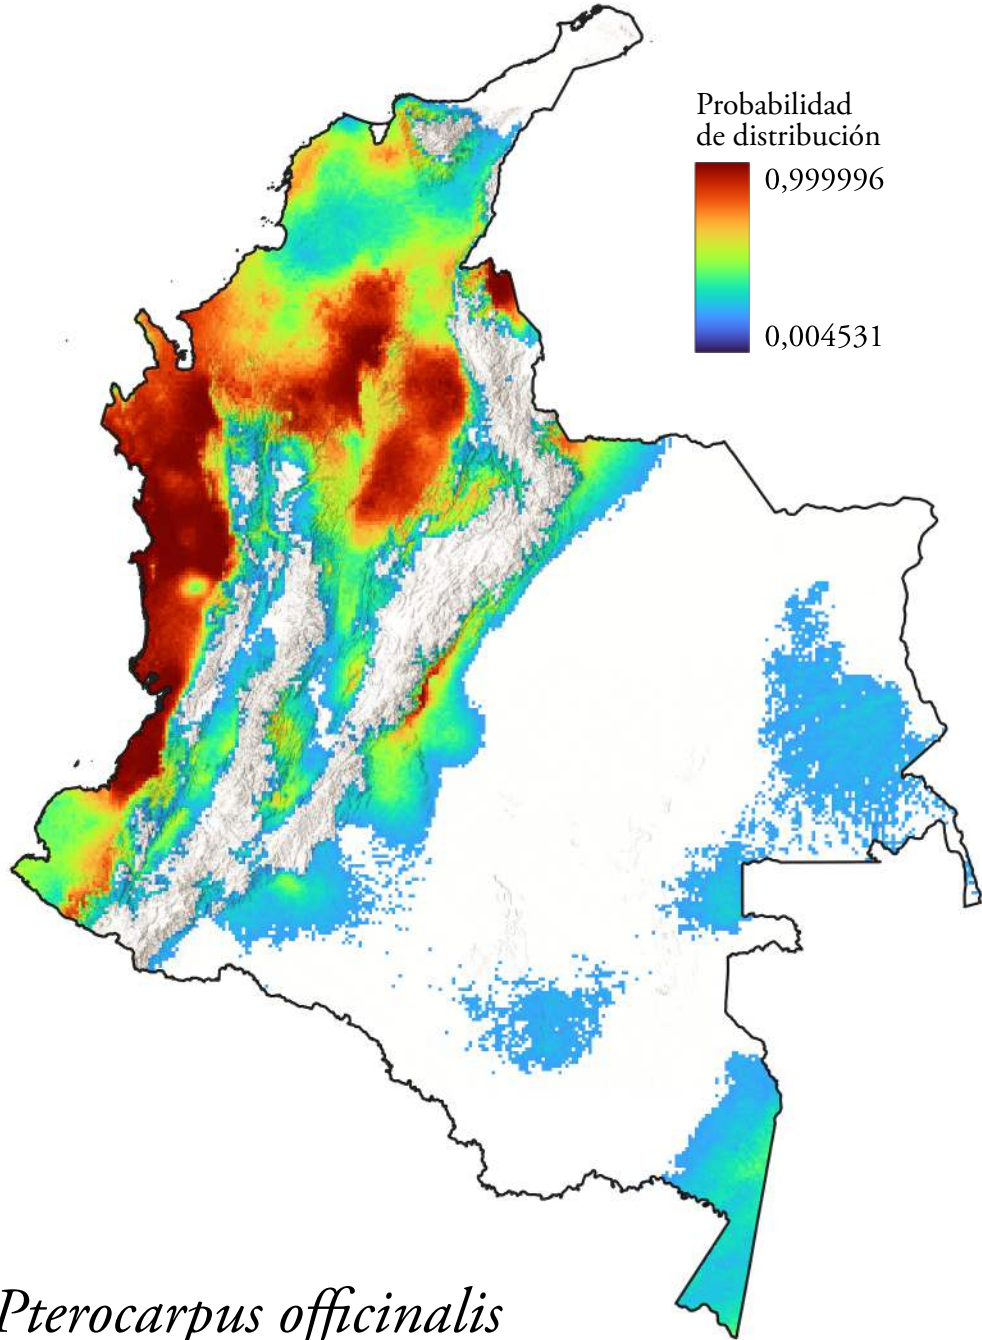 Probabilidad
de distribución
0,999996
0,004531
Pterocarpus officinalis